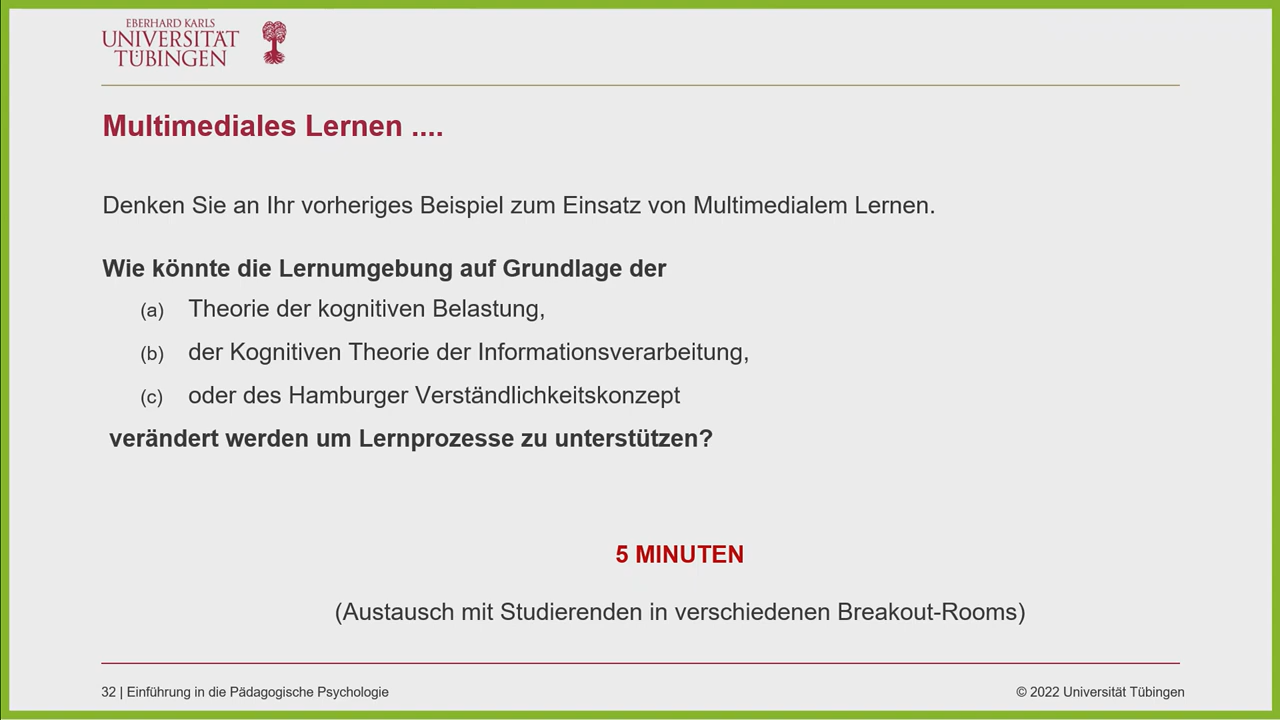 EBERHARD KARLS
UNIVERSITÄT
TÜBINGEN
Multimediales Lernen ....
Denken Sie an Ihr vorheriges Beispiel zum Einsatz von Multimedialem Lernen.
Wie könnte die Lernumgebung auf Grundlage der
(a) Theorie der kognitiven Belastung,
(b) der Kognitiven Theorie der Informationsverarbeitung,
(c) oder des Hamburger Verständlichkeitskonzept
verändert werden um Lernprozesse zu unterstützen?
5 MINUTEN
(Austausch mit Studierenden in verschiedenen Breakout-Rooms)
32 | Einführung in die Pädagogische Psychologie
© 2022 Universität Tübingen